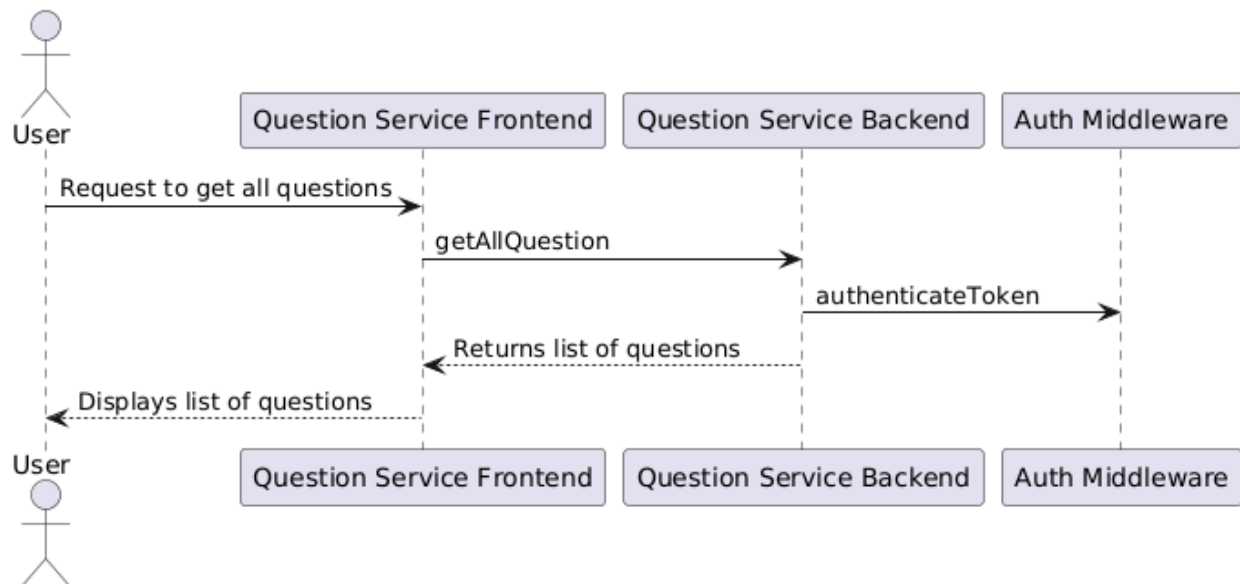 User
Question Service Frontend
Question Service Backend
Auth Middleware
Request to get all questions
getAllQuestion
authenticateToken
Returns list of questions
Displays list of questions
User
Question Service Frontend
Question Service Backend
Auth Middleware